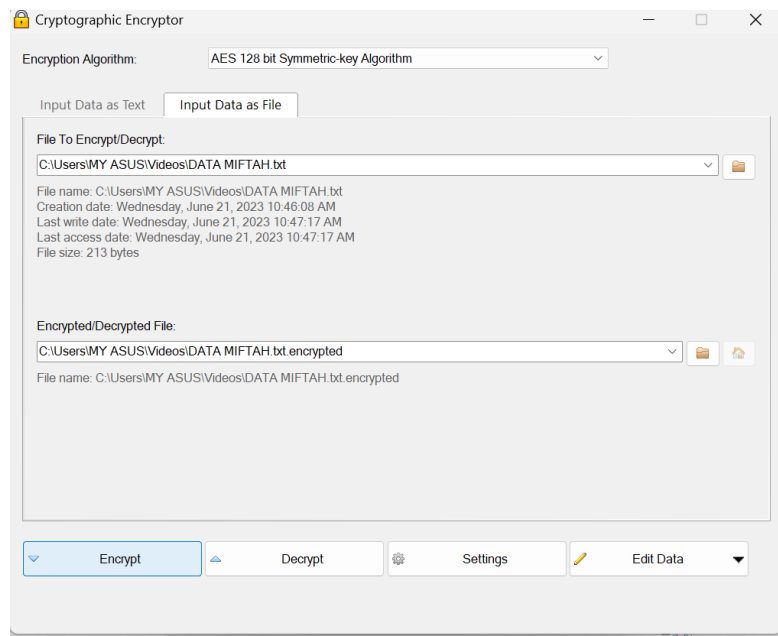 Cryptographic Encryptor
Encryption Algorithm: AES 128 bit Symmetric-key Algorithm
Input Data as Text Input Data as File
File To Encrypt/Decrypt:
C:\Users\MY ASUS\Videos\DATA MIFTAH.txt
File name: C:\Users\MY ASUS\Videos\DATA MIFTAH.txt
Creation date: Wednesday, June 21, 2023 10:46:08 AM
Last write date: Wednesday, June 21, 2023 10:47:17 AM
Last access date: Wednesday, June 21, 2023 10:47:17 AM
File size: 213 bytes
Encrypted/Decrypted File:
C:\Users\MY ASUS\Videos\DATA MIFTAH.txt.encrypted
File name: C:\Users\MY ASUS\Videos\DATA MIFTAH.txt.encrypted
Encrypt Decrypt Settings Edit Data